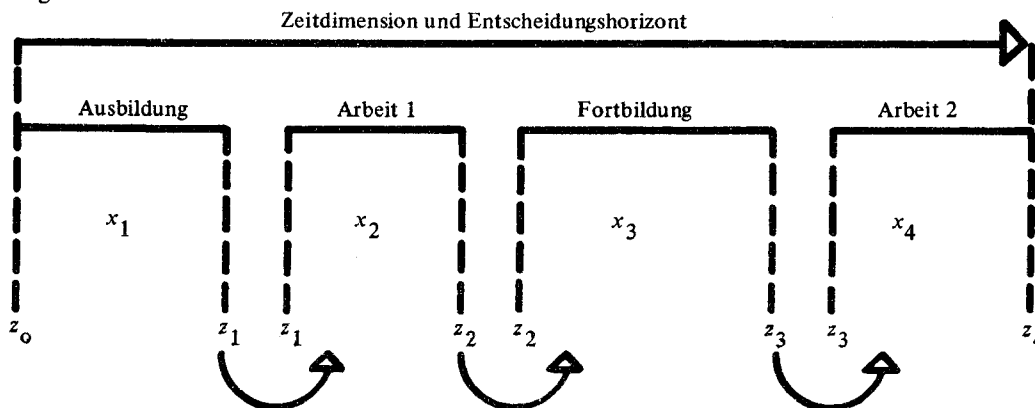 Zeitdimension und Entscheidungshorizont
Ausbildung Arbeit 1 Fortbildung Arbeit 2
x1 x2 x3 x4
zo z1 z1 z2 z2 z3 z3